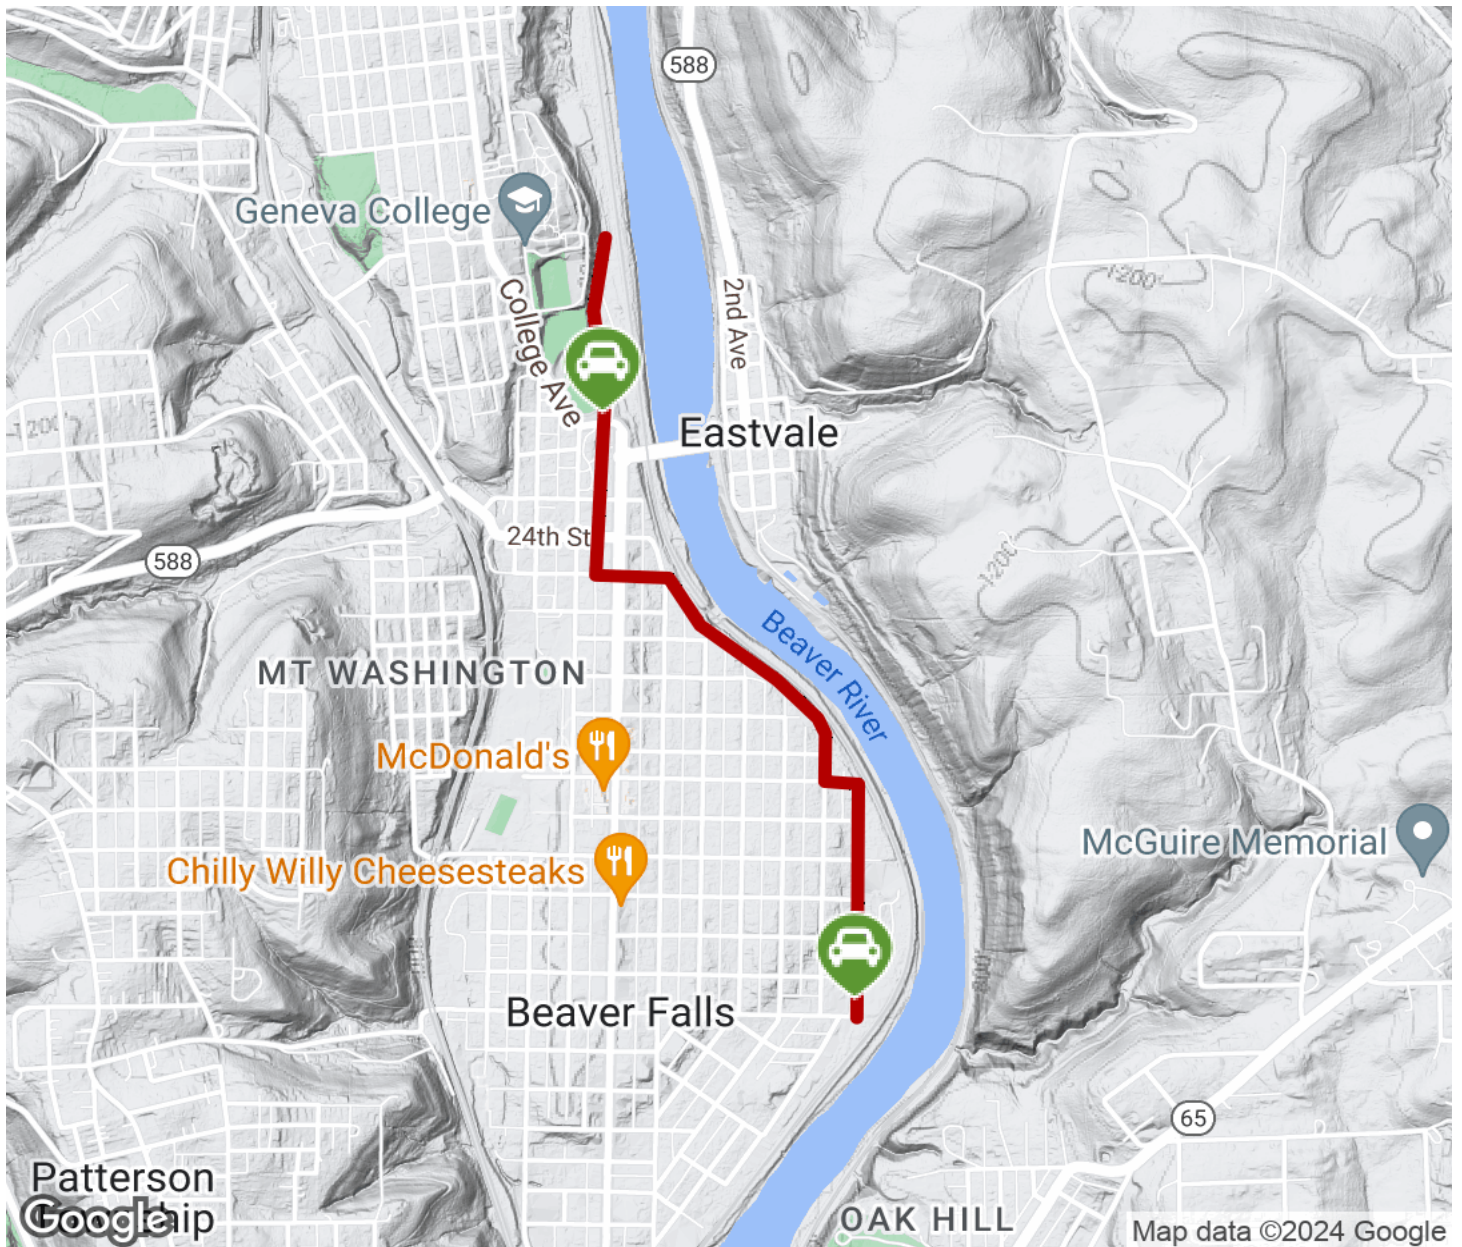 588
Geneva College
College Ave
2nd Ave
1200'
1200
Eastvale
24th St
588
1200
Beaver River
MT WASHINGTON
McDonald's
Chilly Willy Cheesesteaks
McGuire Memorial
Beaver Falls
65
Patterson
Google
OAK HILL
Map data ©2024 Google